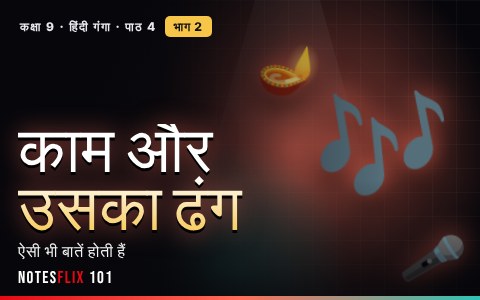 कक्षा 9 · हिंदी गंगा · पाठ 4 भाग 2
काम और
उसका ढंग
ऐसी भी बातें होती हैं
NOTESFLIX 101